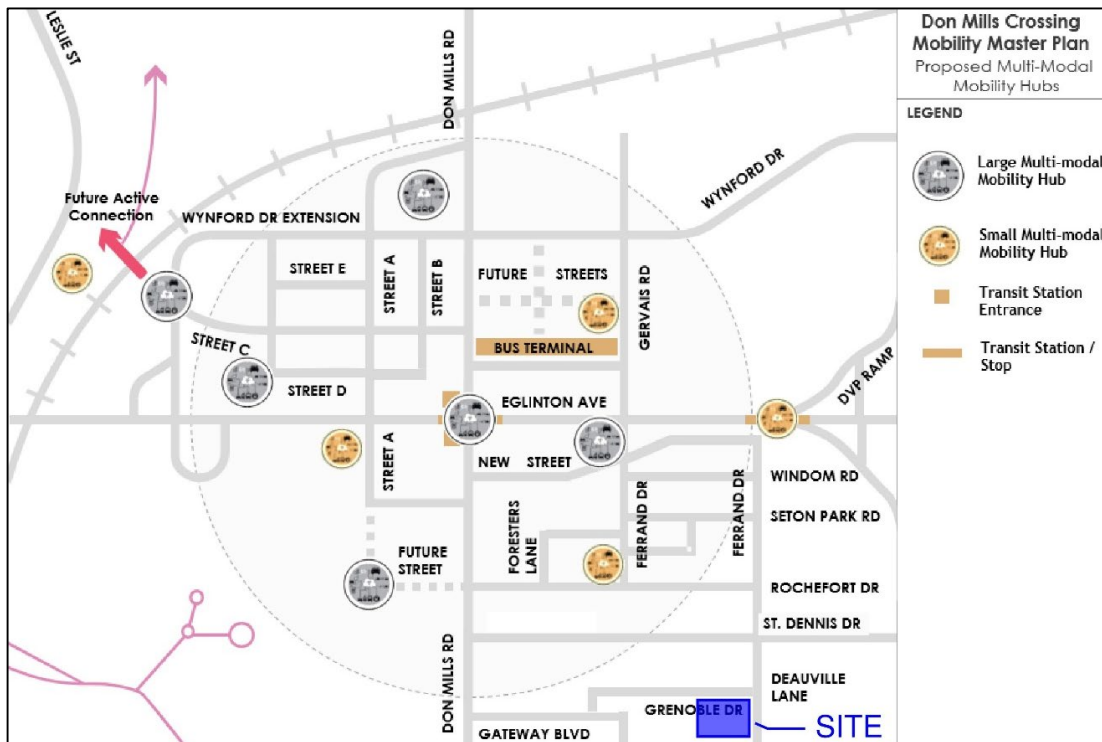 Don Mills Crossing
Mobility Master Plan
Proposed Multi-Modal
Mobility Hubs
LEGEND
Large Multi-modal
Mobility Hub
Small Multi-modal
Mobility Hub
Transit Station
Entrance
Transit Station /
Stop
LESLIE ST
DON MILLS RD
WYNFORD DR
Future Active
Connection
WYNFORD DR EXTENSION
STREET E
STREET A
STREET B
FUTURE STREETS
GERVAIS RD
BUS TERMINAL
STREET C
STREET D
DVP RAMP
EGLINTON AVE
STREET A
NEW STREET
WINDOM RD
FORESTERS
LANE
FERRAND DR
FERRAND DR
SETON PARK RD
FUTURE
STREET
ROCHEFORT DR
ST. DENNIS DR
DON MILLS RD
DEAUVILLE
LANE
GRENOBLE DR
SITE
GATEWAY BLVD